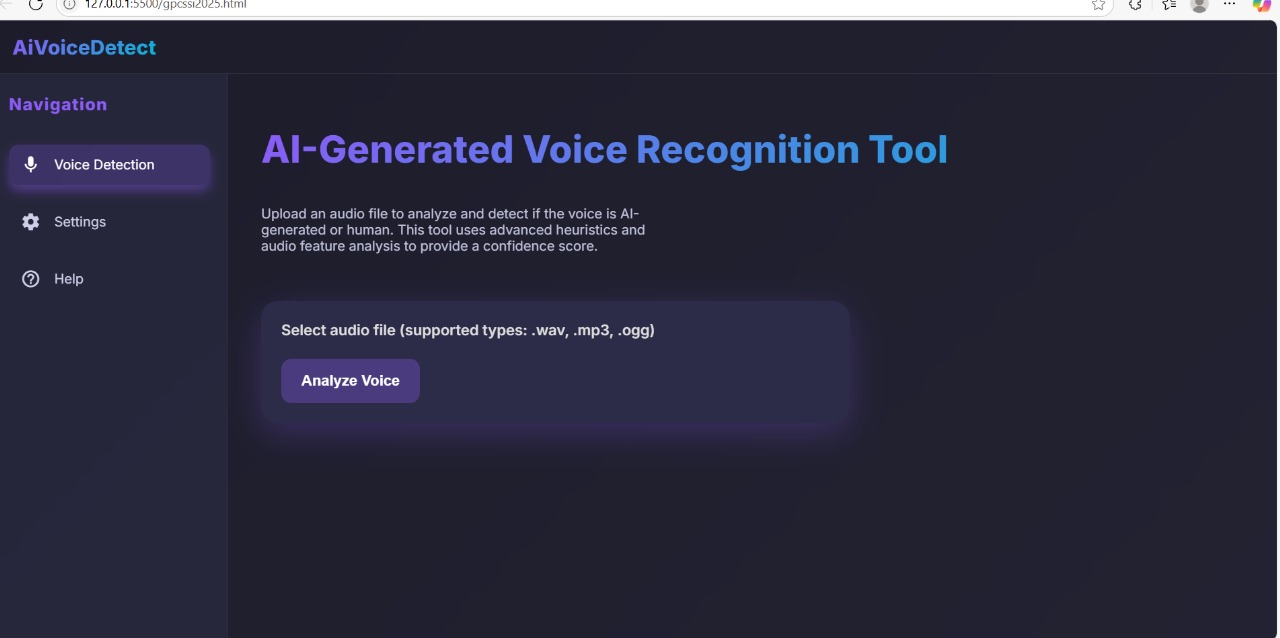 127.0.0.1:5500/gpcssi2025.html
AiVoiceDetect
Navigation
Voice Detection
Settings
Help
AI-Generated Voice Recognition Tool
Upload an audio file to analyze and detect if the voice is AI-
generated or human. This tool uses advanced heuristics and
audio feature analysis to provide a confidence score.
Select audio file (supported types: .wav, .mp3, .ogg)
Analyze Voice